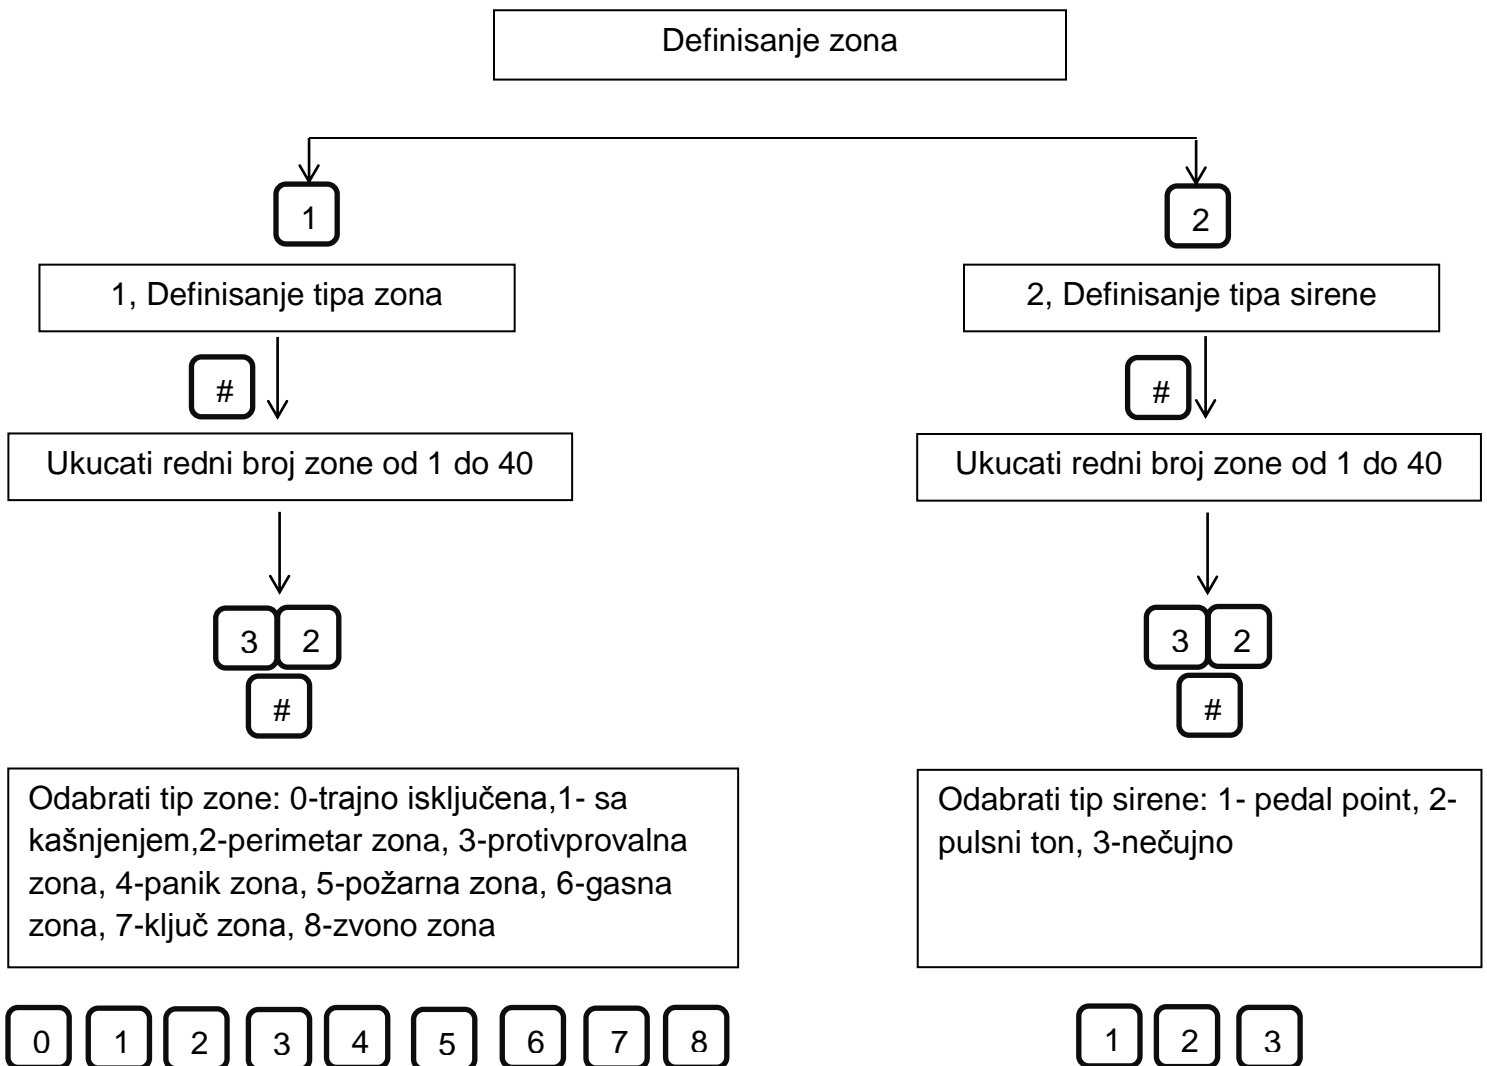 Definisanje zona
1
2
1, Definisanje tipa zona
2, Definisanje tipa sirene
#
#
Ukucati redni broj zone od 1 do 40
Ukucati redni broj zone od 1 do 40
3 2
3 2
#
#
Odabrati tip zone: 0-trajno isključena,1- sa
kašnjenjem,2-perimetar zona, 3-protivprovalna
zona, 4-panik zona, 5-požarna zona, 6-gasna
zona, 7-ključ zona, 8-zvono zona
Odabrati tip sirene: 1- pedal point, 2-
pulsni ton, 3-nečujno
0 1 2 3 4 5 6 7 8
1 2 3